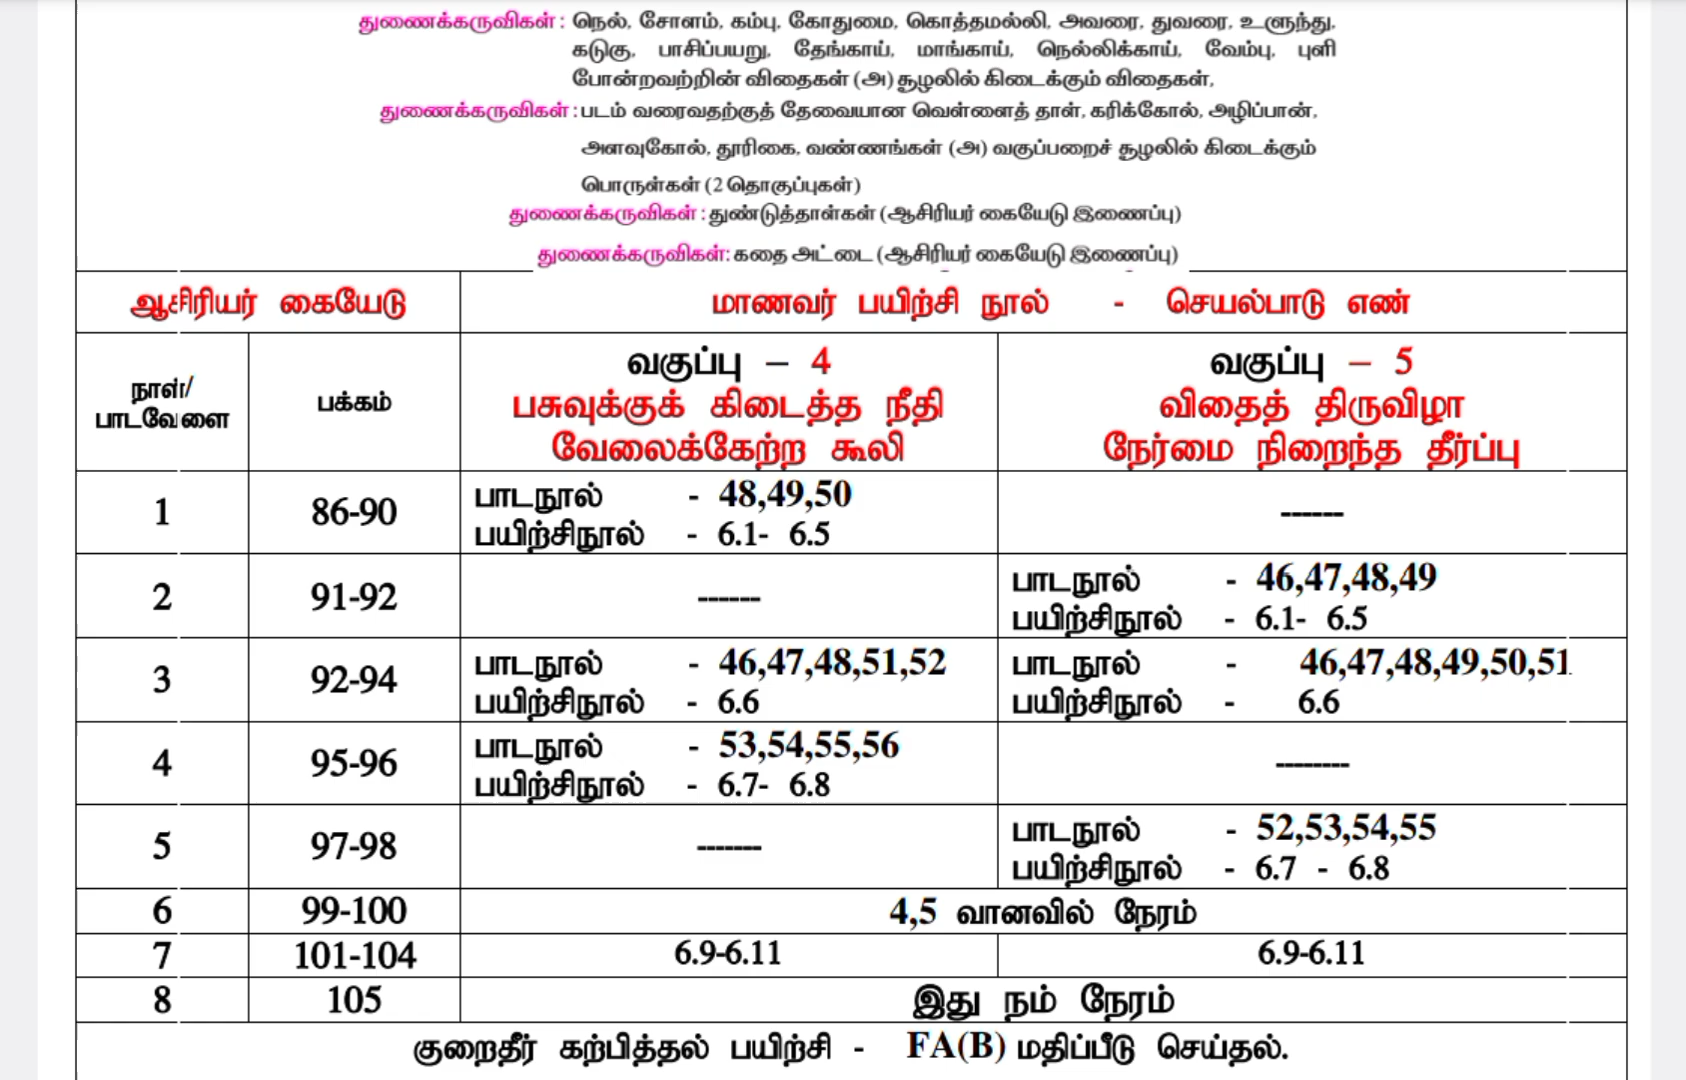 துணைக்கருவிகள் : நெல், சோளம், கம்பு, கோதுமை, கொத்தமல்லி, அவரை, துவரை, உளுந்து,
கடுகு, பாசிப்பயறு, தேங்காய், மாங்காய், நெல்லிக்காய், வேம்பு, புளி
போன்றவற்றின் விதைகள் (அ) சூழலில் கிடைக்கும் விதைகள்,
துணைக்கருவிகள் : படம் வரைவதற்குத் தேவையான வெள்ளைத் தாள், கரிக்கோல், அழிப்பான்,
அளவுகோல், தூரிகை, வண்ணங்கள் (அ) வகுப்பறைச் சூழலில் கிடைக்கும்
பொருள்கள் (2 தொகுப்புகள்)
துணைக்கருவிகள் : துண்டுத்தாள்கள் (ஆசிரியர் கையேடு இணைப்பு)
துணைக்கருவிகள்: கதை அட்டை (ஆசிரியர் கையேடு இணைப்பு)
ஆசிரியர் கையேடு மாணவர் பயிற்சி நூல் - செயல்பாடு எண்
நாள்/
பாடவேளை
பக்கம்
வகுப்பு – 4
பசுவுக்குக் கிடைத்த நீதி
வேலைக்கேற்ற கூலி
வகுப்பு – 5
விதைத் திருவிழா
நேர்மை நிறைந்த தீர்ப்பு
1 86-90 பாடநூல் - 48,49,50 ------
பயிற்சிநூல் - 6.1- 6.5
2 91-92 ------ பாடநூல் - 46,47,48,49
பயிற்சிநூல் - 6.1- 6.5
3 92-94 பாடநூல் - 46,47,48,51,52 பாடநூல் - 46,47,48,49,50,51
பயிற்சிநூல் - 6.6 பயிற்சிநூல் - 6.6
4 95-96 பாடநூல் - 53,54,55,56 -------
பயிற்சிநூல் - 6.7- 6.8
5 97-98 ------ பாடநூல் - 52,53,54,55
பயிற்சிநூல் - 6.7 - 6.8
6 99-100 4,5 வானவில் நேரம்
7 101-104 6.9-6.11 6.9-6.11
8 105 இது நம் நேரம்
குறைதீர் கற்பித்தல் பயிற்சி - FA(B) மதிப்பீடு செய்தல்.